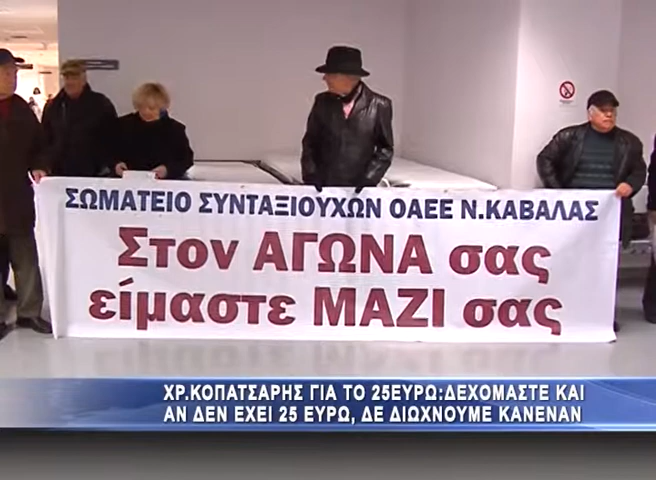 ΣΩΜΑΤΕΙΟ ΣΥΝΤΑΞΙΟΥΧΩΝ ΟΑΕΕ Ν.ΚΑΒΑΛΑΣ
Στον ΑΓΩΝΑ σας
είμαστε ΜΑΖΙ σας
ΧΡ.ΚΟΠΑΤΣΑΡΗΣ ΓΙΑ ΤΟ 25ΕΥΡΩ:ΔΕΧΟΜΑΣΤΕ ΚΑΙ
ΑΝ ΔΕΝ ΕΧΕΙ 25 ΕΥΡΩ, ΔΕ ΔΙΩΧΝΟΥΜΕ ΚΑΝΕΝΑΝ